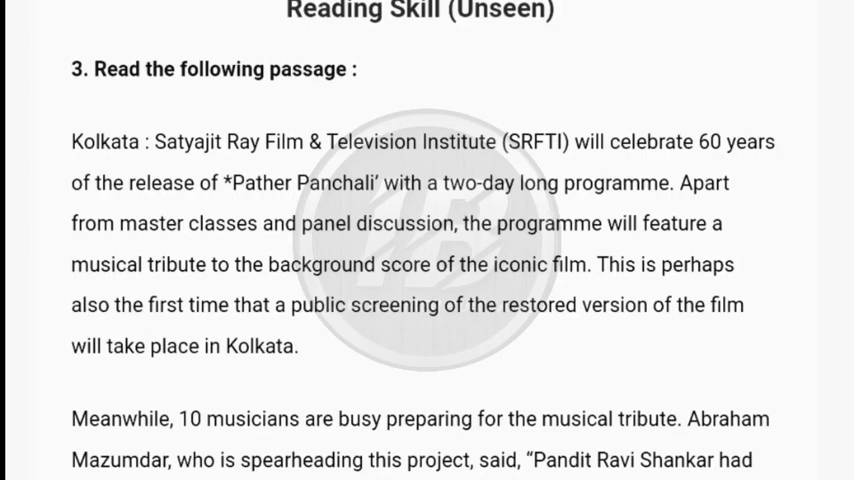 Reading Skill (Unseen)
3. Read the following passage :
Kolkata : Satyajit Ray Film & Television Institute (SRFTI) will celebrate 60 years
of the release of *Pather Panchali’ with a two-day long programme. Apart
from master classes and panel discussion, the programme will feature a
musical tribute to the background score of the iconic film. This is perhaps
also the first time that a public screening of the restored version of the film
will take place in Kolkata.
Meanwhile, 10 musicians are busy preparing for the musical tribute. Abraham
Mazumdar, who is spearheading this project, said, “Pandit Ravi Shankar had